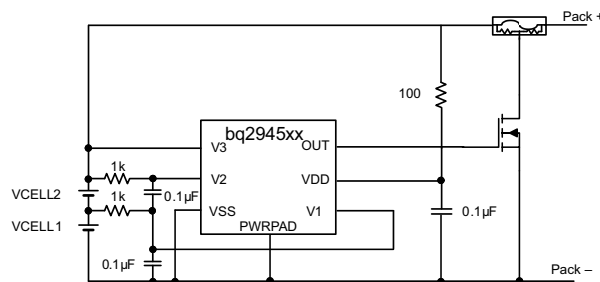 Pack +
100
bq2945xx
V3
OUT
1k
V2
VDD
0.1µF
VCELL2
1k
VSS
V1
0.1µF
VCELL1
PWRPAD
0.1µF
Pack –